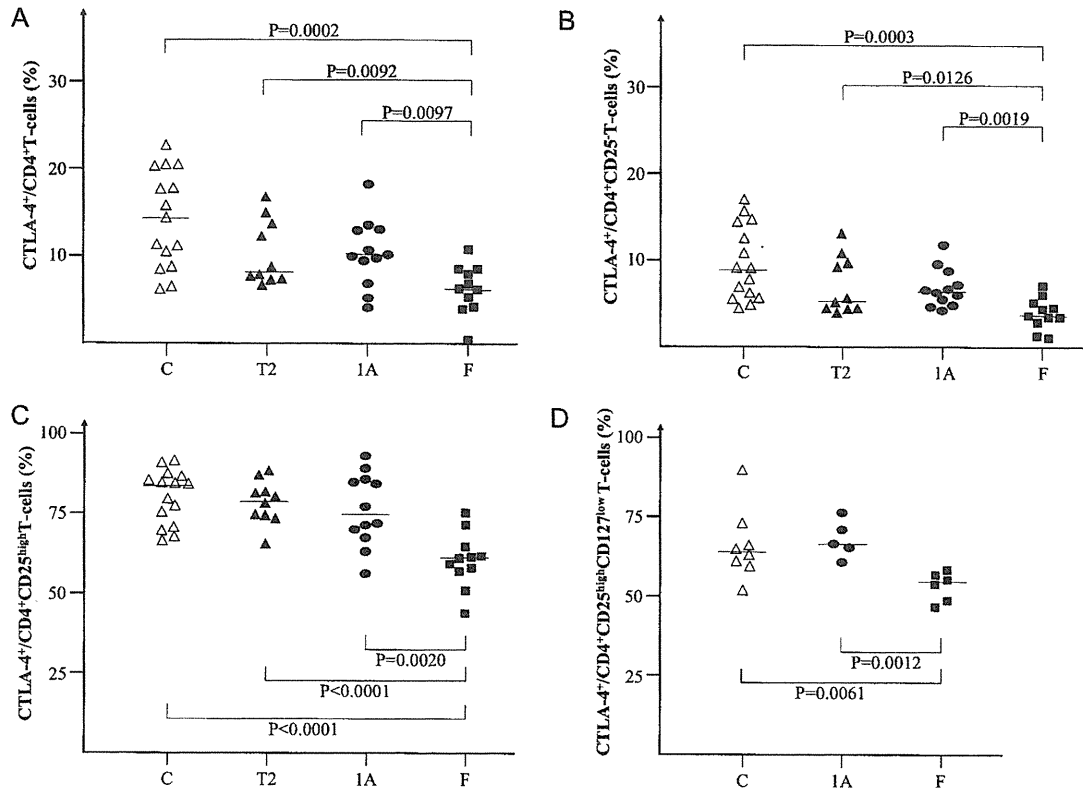 A
CTLA-4⁺/CD4⁺T-cells (%)
30
20
10
P=0.0002
P=0.0092
P=0.0097
C T2 1A F
B
CTLA-4⁺/CD4⁺CD25⁻T-cells (%)
30
20
10
P=0.0003
P=0.0126
P=0.0019
C T2 1A F
C
CTLA-4⁺/CD4⁺CD25ʰⁱᵍʰT-cells (%)
100
75
50
25
P=0.0020
P<0.0001
P<0.0001
C T2 1A F
D
CTLA-4⁺/CD4⁺CD25ʰⁱᵍʰCD127ˡᵒʷT-cells (%)
100
75
50
25
P=0.0012
P=0.0061
C 1A F